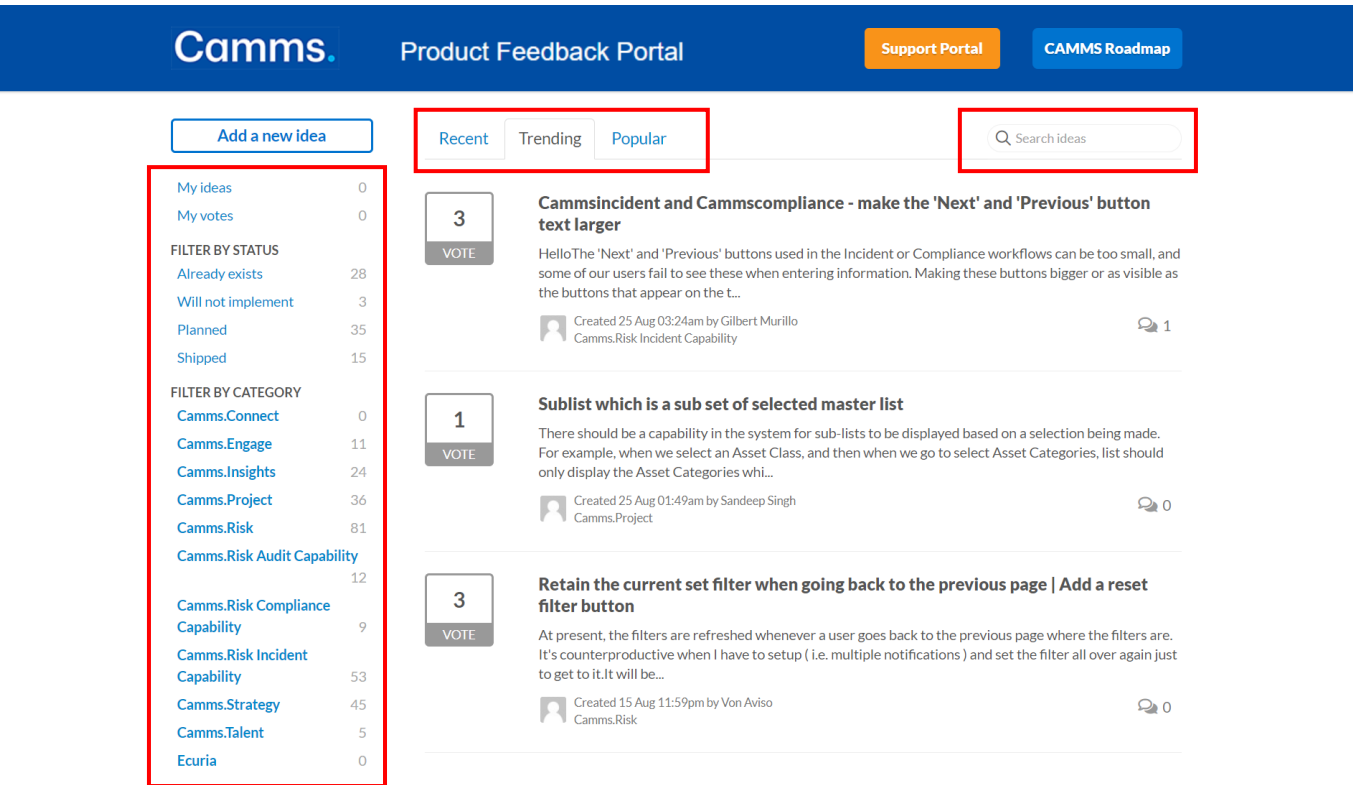 Camms.
Product Feedback Portal
Support Portal
CAMMS Roadmap
Add a new idea
My ideas 0
My votes 0
FILTER BY STATUS
Already exists 28
Will not implement 3
Planned 35
Shipped 15
FILTER BY CATEGORY
Camms.Connect 0
Camms.Engage 11
Camms.Insights 24
Camms.Project 36
Camms.Risk 81
Camms.Risk Audit Capability
12
Camms.Risk Compliance
Capability 9
Camms.Risk Incident
Capability 53
Camms.Strategy 45
Camms.Talent 5
Ecuria 0
Recent Trending Popular
Search ideas
3
VOTE
Cammsincident and Cammscompliance - make the 'Next' and 'Previous' button
text larger
HelloThe 'Next' and 'Previous' buttons used in the Incident or Compliance workflows can be too small, and
some of our users fail to see these when entering information. Making these buttons bigger or as visible as
the buttons that appear on the t...
Created 25 Aug 03:24am by Gilbert Murillo
Camms.Risk Incident Capability
1
1
VOTE
Sublist which is a sub set of selected master list
There should be a capability in the system for sub-lists to be displayed based on a selection being made.
For example, when we select an Asset Class, and then when we go to select Asset Categories, list should
only display the Asset Categories whi...
Created 25 Aug 01:49am by Sandeep Singh
Camms.Project
0
3
VOTE
Retain the current set filter when going back to the previous page | Add a reset
filter button
At present, the filters are refreshed whenever a user goes back to the previous page where the filters are.
It's counterproductive when I have to setup ( i.e. multiple notifications ) and set the filter all over again just
to get to it.It will be...
Created 15 Aug 11:59pm by Von Aviso
Camms.Risk
0